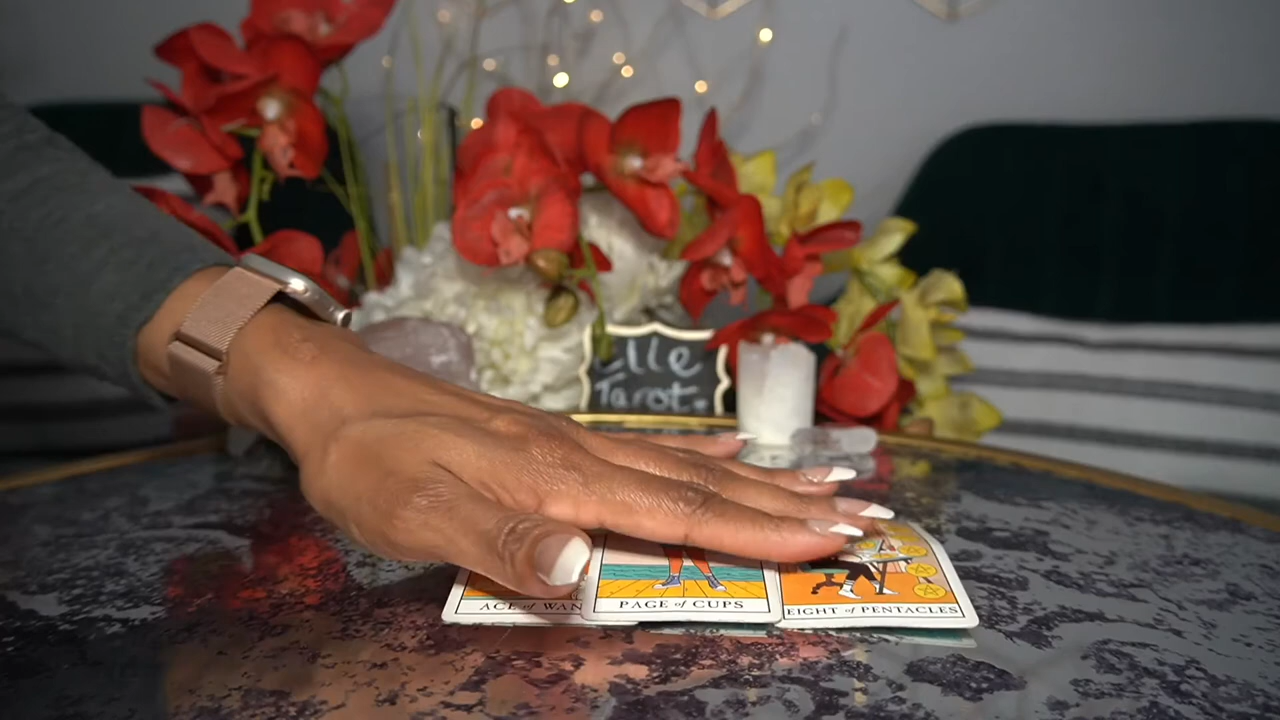 Elle
Tarot.
ACE of WAN
PAGE of CUPS
EIGHT of PENTACLES